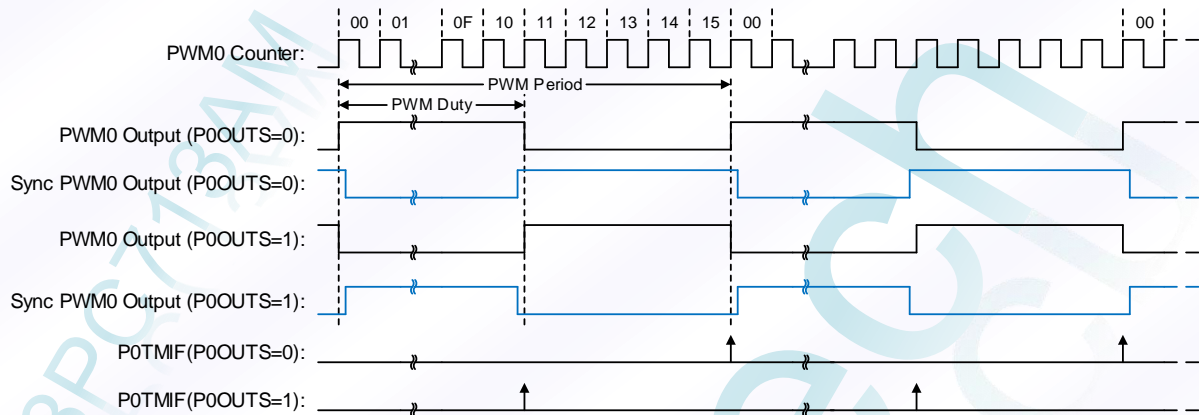 00 01 0F 10 11 12 13 14 15 00 00
PWM0 Counter:
PWM Period
PWM Duty
PWM0 Output (P0OUTS=0):
Sync PWM0 Output (P0OUTS=0):
PWM0 Output (P0OUTS=1):
Sync PWM0 Output (P0OUTS=1):
P0TMIF(P0OUTS=0):
P0TMIF(P0OUTS=1):